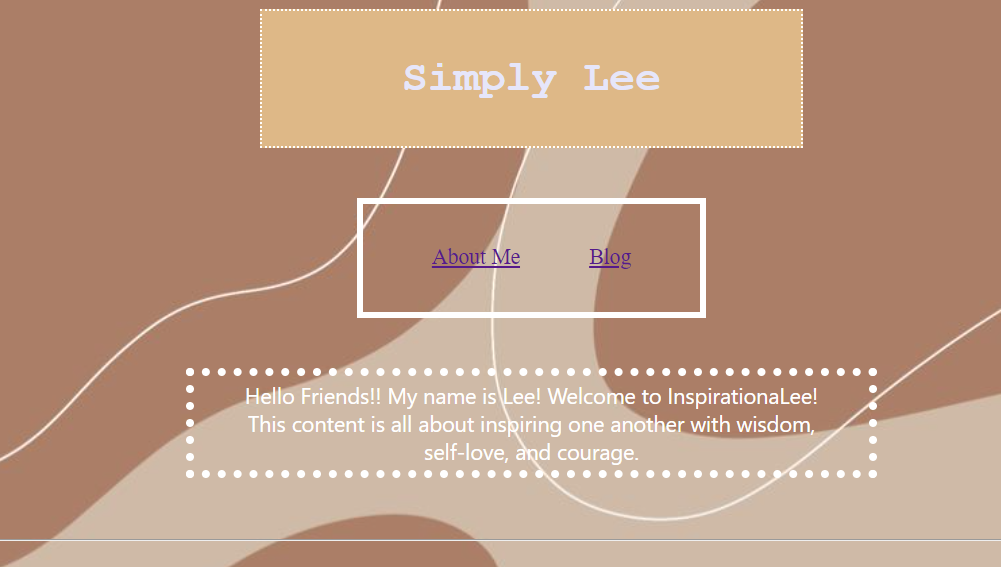 Simply Lee
About Me Blog
Hello Friends!! My name is Lee! Welcome to InspirationaLee!
This content is all about inspiring one another with wisdom,
self-love, and courage.